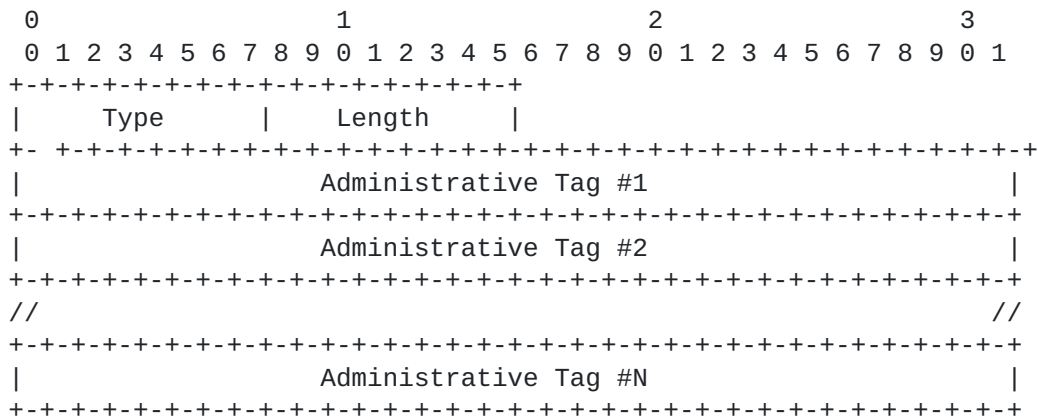 0                   1                   2                   3
 0 1 2 3 4 5 6 7 8 9 0 1 2 3 4 5 6 7 8 9 0 1 2 3 4 5 6 7 8 9 0 1
+-+-+-+-+-+-+-+-+-+-+-+-+-+-+-+-+
|     Type      |    Length     |
+- +-+-+-+-+-+-+-+-+-+-+-+-+-+-+-+-+-+-+-+-+-+-+-+-+-+-+-+-+-+-+-+
|                   Administrative Tag #1                       |
+-+-+-+-+-+-+-+-+-+-+-+-+-+-+-+-+-+-+-+-+-+-+-+-+-+-+-+-+-+-+-+-+
|                   Administrative Tag #2                       |
+-+-+-+-+-+-+-+-+-+-+-+-+-+-+-+-+-+-+-+-+-+-+-+-+-+-+-+-+-+-+-+-+
//                                                             //
+-+-+-+-+-+-+-+-+-+-+-+-+-+-+-+-+-+-+-+-+-+-+-+-+-+-+-+-+-+-+-+-+
|                   Administrative Tag #N                       |
+-+-+-+-+-+-+-+-+-+-+-+-+-+-+-+-+-+-+-+-+-+-+-+-+-+-+-+-+-+-+-+-+